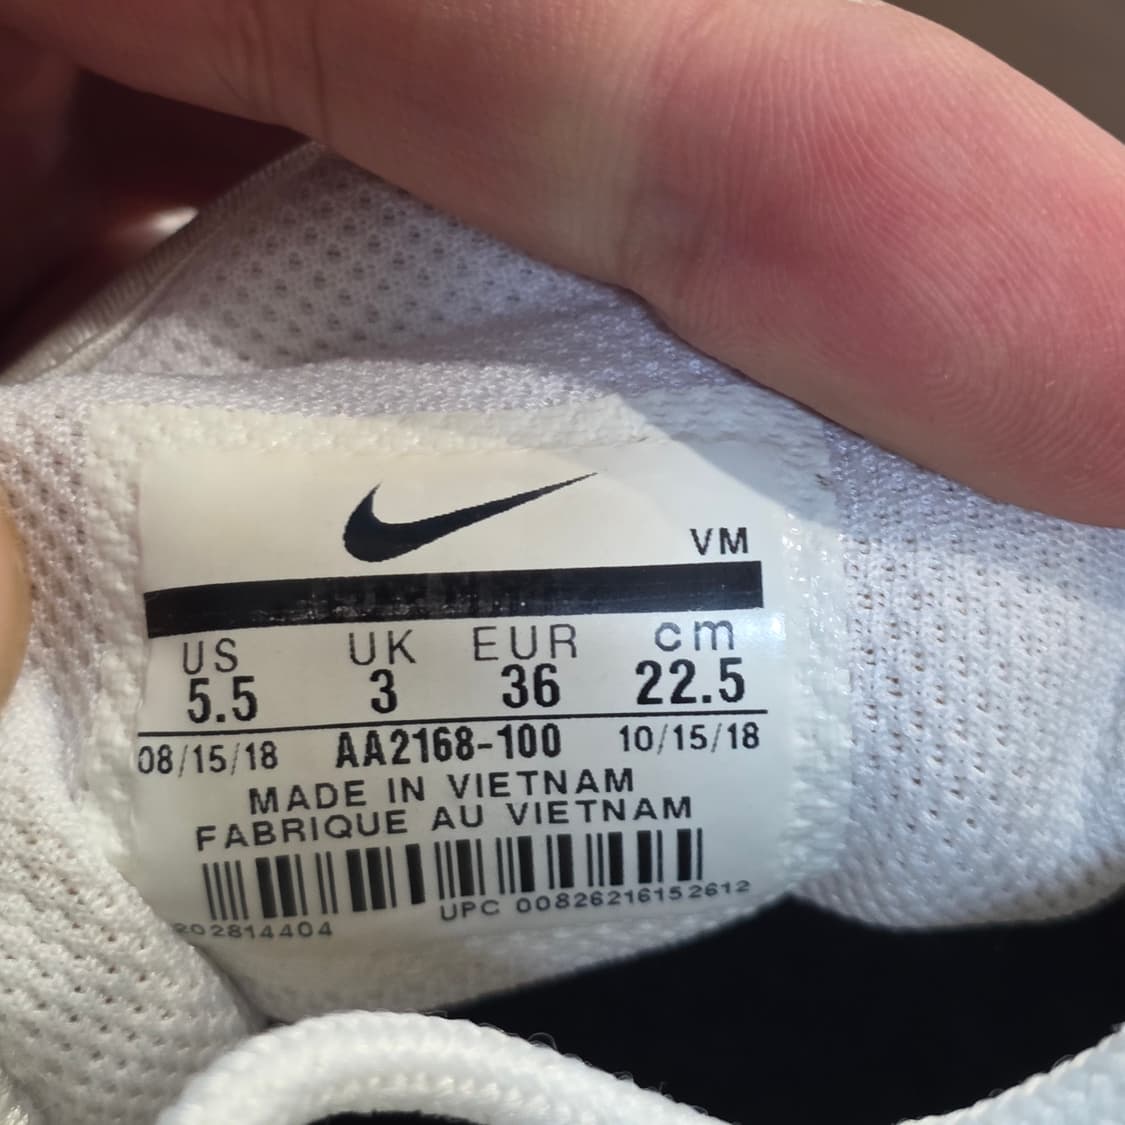 VM
US UK EUR cm
5.5 3 36 22.5
08/15/18 AA2168-100 10/15/18
MADE IN VIETNAM
FABRIQUE AU VIETNAM
UPC 00826216152612
202814404